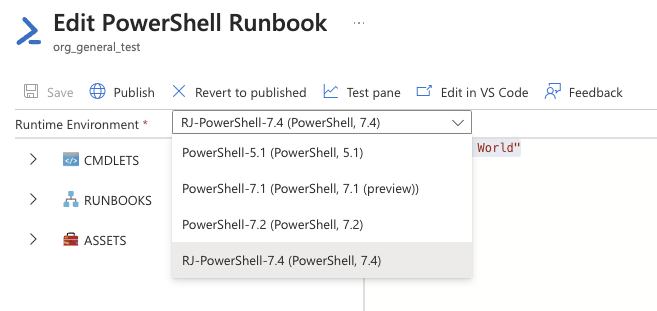 Edit PowerShell Runbook ...
org_general_test
Save Publish Revert to published Test pane Edit in VS Code Feedback
Runtime Environment * RJ-PowerShell-7.4 (PowerShell, 7.4)
PowerShell-5.1 (PowerShell, 5.1)
World"
CMDLETS
PowerShell-7.1 (PowerShell, 7.1 (preview))
RUNBOOKS
PowerShell-7.2 (PowerShell, 7.2)
ASSETS
RJ-PowerShell-7.4 (PowerShell, 7.4)